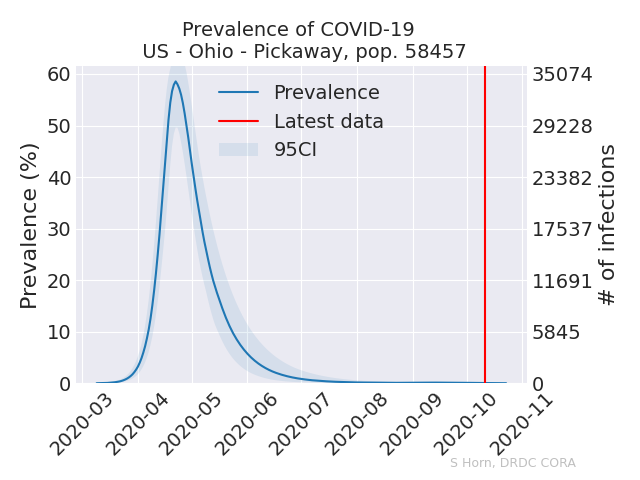 Prevalence of COVID-19
US - Ohio - Pickaway, pop. 58457
Prevalence (%)
60
50
40
30
20
10
0
Prevalence
Latest data
95CI
35074
29228
23382
17537
11691
5845
0
# of infections
2020-03
2020-04
2020-05
2020-06
2020-07
2020-08
2020-09
2020-10
2020-11
S Horn, DRDC CORA